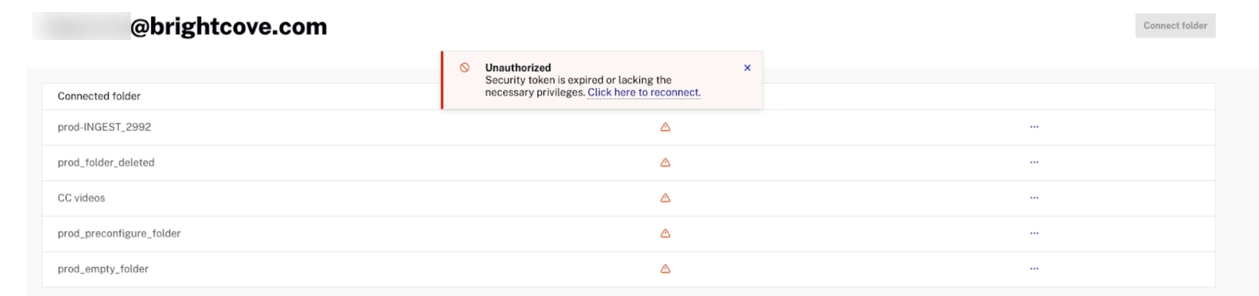 @brightcove.com
Connect folder
Unauthorized
Security token is expired or lacking the
necessary privileges. Click here to reconnect.
Connected folder
prod-INGEST_2992
prod_folder_deleted
CC videos
prod_preconfigure_folder
prod_empty_folder